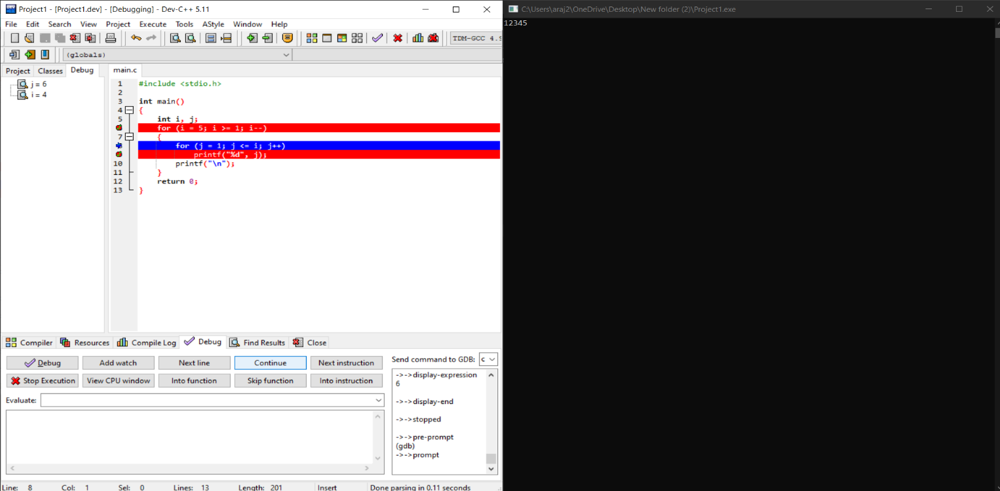 Project1 - [Project1.dev] - [Debugging] - Dev-C++ 5.11
File Edit Search View Project Execute Tools AStyle Window Help
TDM-GCC 4.9
(globals)
Project Classes Debug
j = 6
i = 4
main.c
1 #include <stdio.h>
2
3 int main()
4 {
5 int i, j;
for (i = 5; i >= 1; i--)
7 {
for (j = 1; j <= i; j++)
printf("%d", j);
10 printf("\n");
11 }
12 return 0;
13 }
Compiler Resources Compile Log Debug Find Results Close
Debug Add watch Next line Continue Next instruction
Stop Execution View CPU window Into function Skip function Into instruction
Evaluate:
Send command to GDB: c
->->display-expression
6
->->display-end
->->stopped
->->pre-prompt
(gdb)
->->prompt
Line: 8 Col: 1 Sel: 0 Lines: 13 Length: 201 Insert Done parsing in 0.11 seconds
C:\Users\araj2\OneDrive\Desktop\New folder (2)\Project1.exe
12345